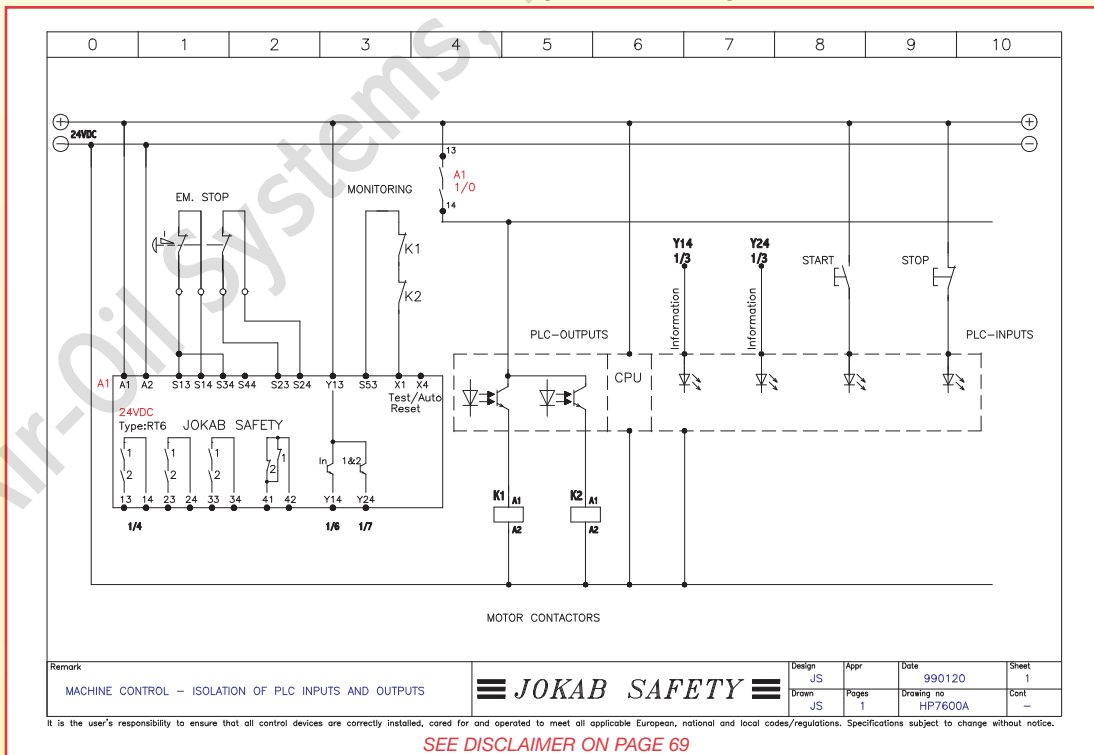 0 1 2 3 4 5 6 7 8 9 10
+ +
24VDC
- -
13
A1
1/0
14
EM. STOP
MONITORING
K1
K2
Y14
1/3
Y24
1/3
START
STOP
Information
Information
PLC-OUTPUTS
PLC-INPUTS
CPU
A1
A1 A2 S13 S14 S34 S44 S23 S24 Y13 S53 X1 X4
Test/Auto
Reset
24VDC
Type:RT6 JOKAB SAFETY
1 1 1 1
2 2 2 2
In 1&2
13 14 23 24 33 34 41 42 Y14 Y24
1/4 1/6 1/7
K1 A1
A2
K2 A1
A2
MOTOR CONTACTORS
Remark
MACHINE CONTROL - ISOLATION OF PLC INPUTS AND OUTPUTS
JOKAB SAFETY
Design
JS
Appr
Date
990120
Sheet
1
Drawn
JS
Pages
1
Drawing no
HP7600A
Cont
-
It is the user's responsibility to ensure that all control devices are correctly installed, cared for and operated to meet all applicable European, national and local codes/regulations. Specifications subject to change without notice.
SEE DISCLAIMER ON PAGE 69
Air-Oil Systems,